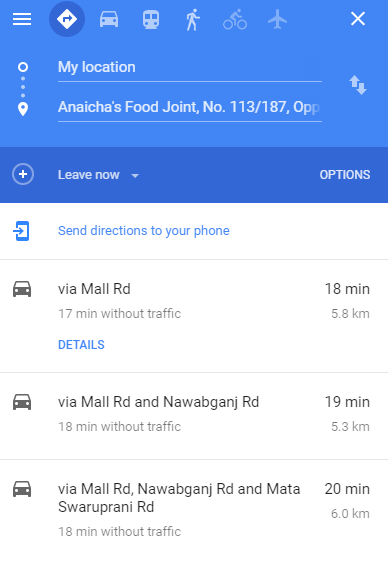 My location
Anaicha's Food Joint, No. 113/187, Opp
Leave now
OPTIONS
Send directions to your phone
via Mall Rd
18 min
17 min without traffic
5.8 km
DETAILS
via Mall Rd and Nawabganj Rd
19 min
18 min without traffic
5.3 km
via Mall Rd, Nawabganj Rd and Mata
Swaruprani Rd
20 min
6.0 km
18 min without traffic